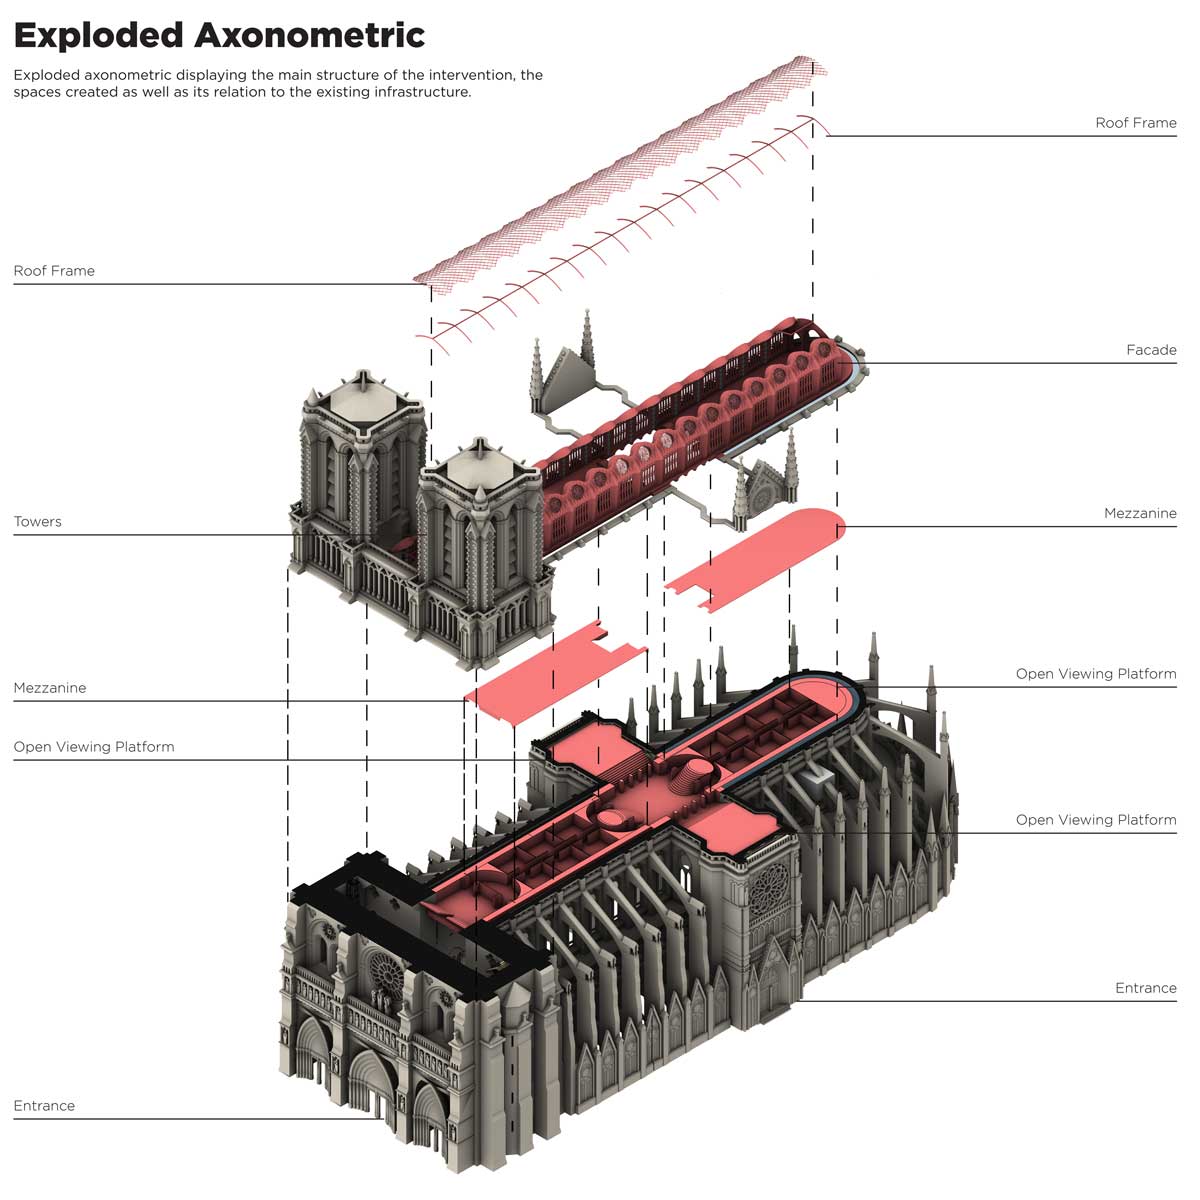 Exploded Axonometric
Exploded axonometric displaying the main structure of the intervention, the
spaces created as well as its relation to the existing infrastructure.
Roof Frame
Roof Frame
Facade
Towers
Mezzanine
Mezzanine
Open Viewing Platform
Open Viewing Platform
Open Viewing Platform
Entrance
Entrance